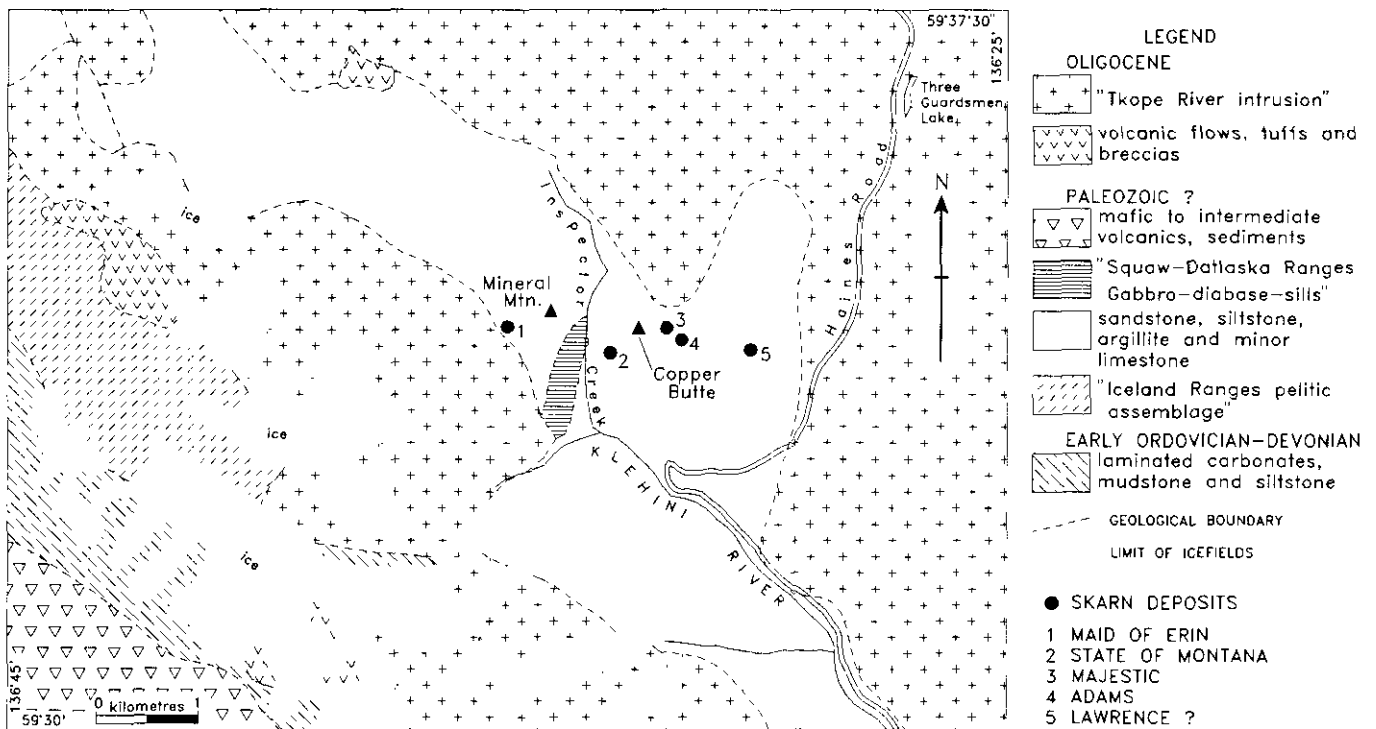 59°37'30"
136°25'
Three
Guardsmen
Lake
Haines Road
N
ice
Inspector Creek
Mineral
Mtn.
1
2
3
4
5
Copper
Butte
ice
KLEHINI RIVER
ice
136°45'
59°30'
0 kilometres 1
LEGEND
OLIGOCENE
"Tkope River intrusion"
volcanic flows, tuffs and
breccias
PALEOZOIC ?
mafic to intermediate
volcanics, sediments
"Squaw-Datlaska Ranges
Gabbro-diabase-sills"
sandstone, siltstone,
argillite and minor
limestone
"Iceland Ranges pelitic
assemblage"
EARLY ORDOVICIAN-DEVONIAN
laminated carbonates,
mudstone and siltstone
GEOLOGICAL BOUNDARY
LIMIT OF ICEFIELDS
SKARN DEPOSITS
1 MAID OF ERIN
2 STATE OF MONTANA
3 MAJESTIC
4 ADAMS
5 LAWRENCE ?